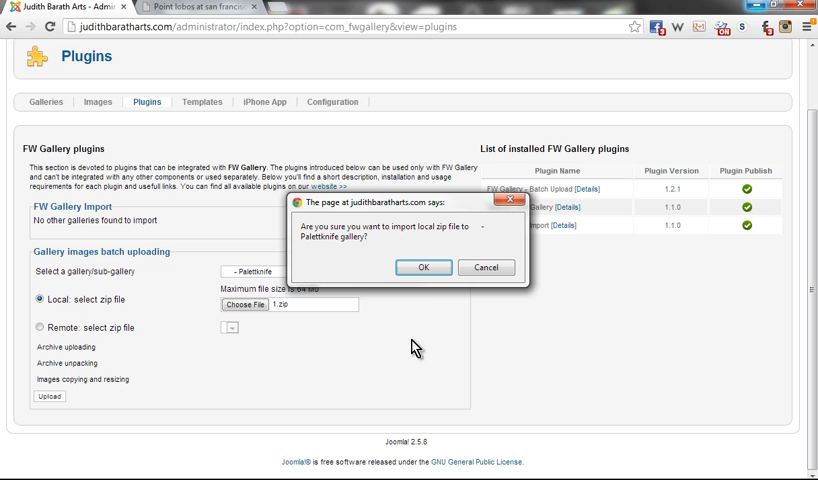 Judith Barath Arts - Admi
Point lobos at san francis
judithbaratharts.com/administrator/index.php?option=com_fwgallery&view=plugins
Plugins
Galleries Images Plugins Templates iPhone App Configuration
FW Gallery plugins
This section is devoted to plugins that can be integrated with FW Gallery. The plugins introduced below can be used only with FW Gallery
and can't be integrated with any other components or used separately. Below you'll find a short description, installation and usage
requirements for each plugin and useful links. You can find all available plugins on our website >>
FW Gallery Import
No other galleries found to import
Gallery images batch uploading
Select a gallery/sub-gallery - Palettknife
Maximum file size is 64 Mb
Local: select zip file Choose File 1.zip
Remote: select zip file
Archive uploading
Archive unpacking
Images copying and resizing
Upload
List of installed FW Gallery plugins
Plugin Name Plugin Version Plugin Publish
FW Gallery - Batch Upload [Details] 1.2.1
Gallery [Details] 1.1.0
mport [Details] 1.1.0
The page at judithbaratharts.com says:
Are you sure you want to import local zip file to -
Palettknife gallery?
OK Cancel
Joomla! 2.5.8
Joomla!® is free software released under the GNU General Public License.